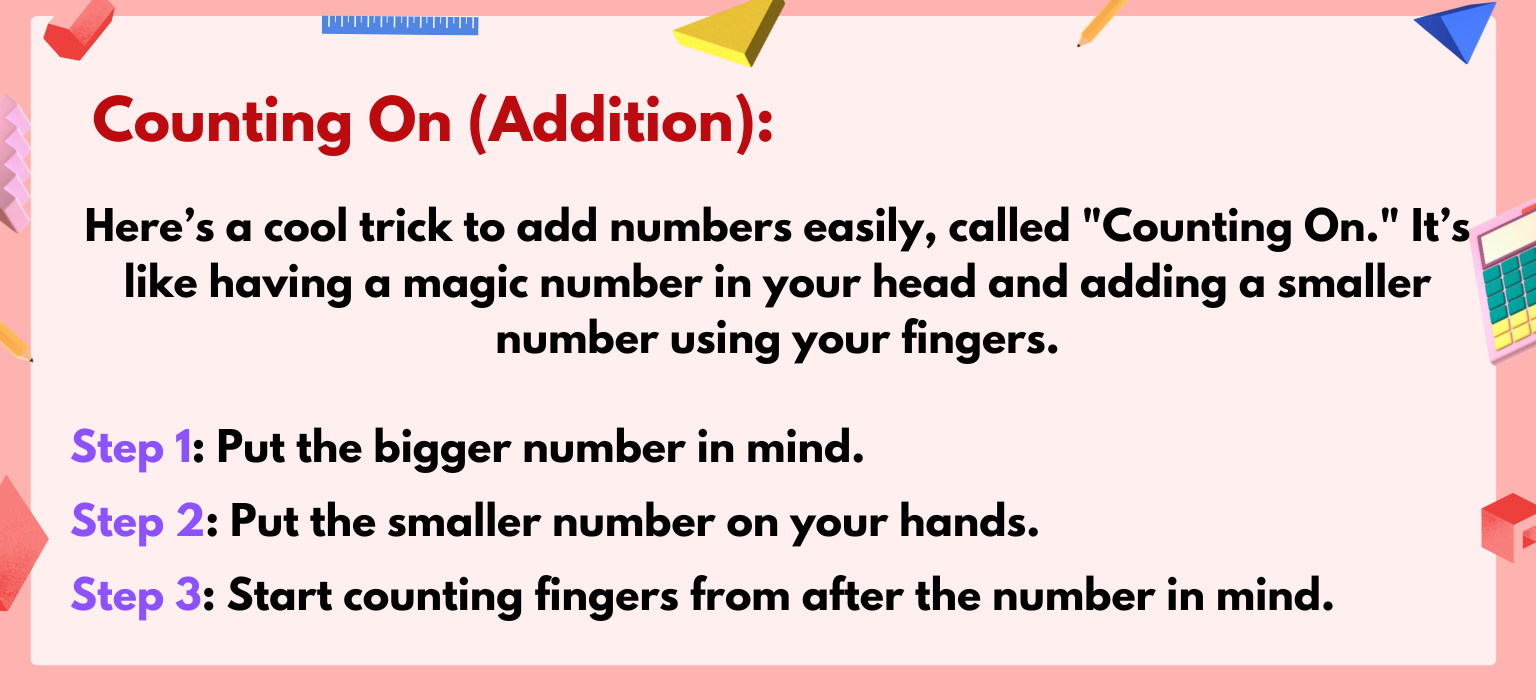 Counting On (Addition):
Here’s a cool trick to add numbers easily, called "Counting On." It’s
like having a magic number in your head and adding a smaller
number using your fingers.
Step 1: Put the bigger number in mind.
Step 2: Put the smaller number on your hands.
Step 3: Start counting fingers from after the number in mind.